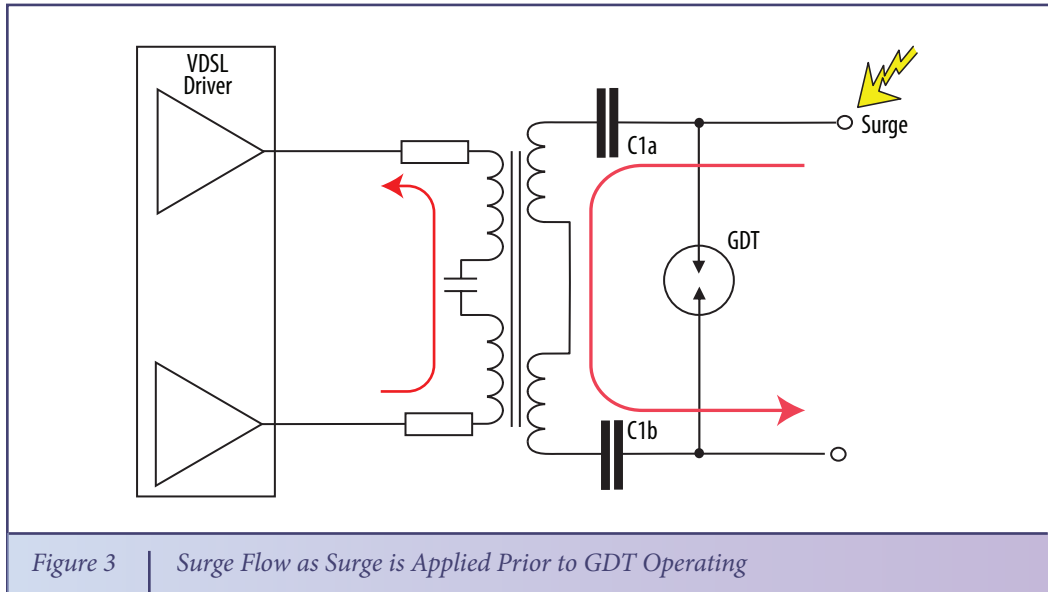 VDSL
Driver
C1a
Surge
GDT
C1b
Figure 3 | Surge Flow as Surge is Applied Prior to GDT Operating